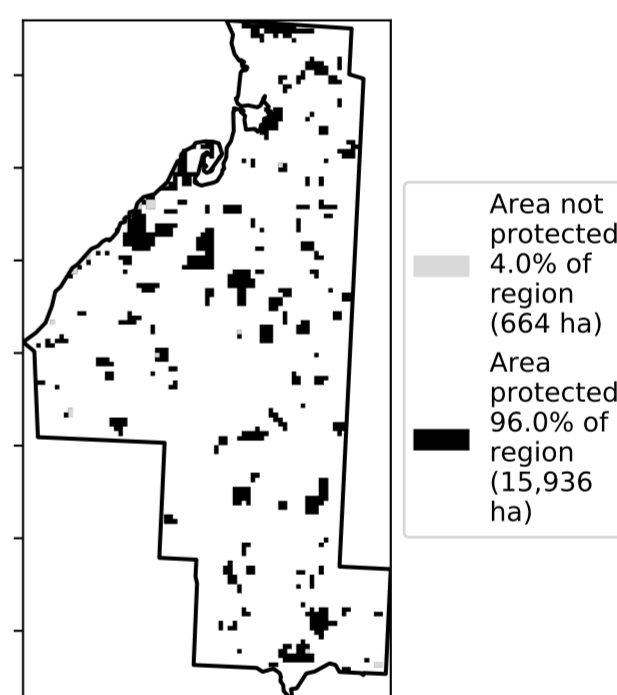 Area not
protected
4.0% of
region
(664 ha)
Area
protected
96.0% of
region
(15,936
ha)